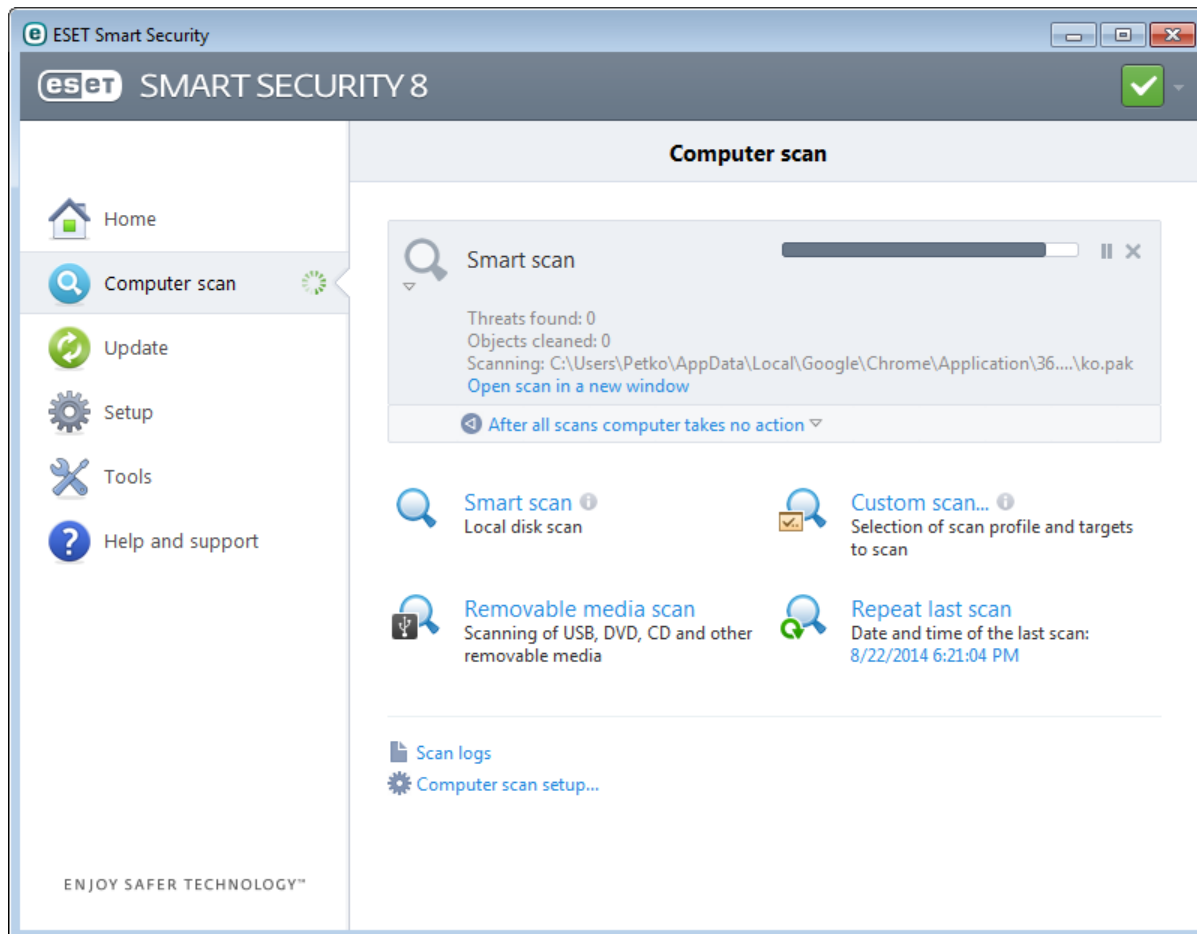 ESET Smart Security
eset SMART SECURITY 8
Computer scan
Home
Computer scan
Update
Setup
Tools
Help and support
ENJOY SAFER TECHNOLOGY™
Smart scan
Threats found: 0
Objects cleaned: 0
Scanning: C:\Users\Petko\AppData\Local\Google\Chrome\Application\36....\ko.pak
Open scan in a new window
After all scans computer takes no action
Smart scan
Local disk scan
Custom scan...
Selection of scan profile and targets
to scan
Removable media scan
Scanning of USB, DVD, CD and other
removable media
Repeat last scan
Date and time of the last scan:
8/22/2014 6:21:04 PM
Scan logs
Computer scan setup...